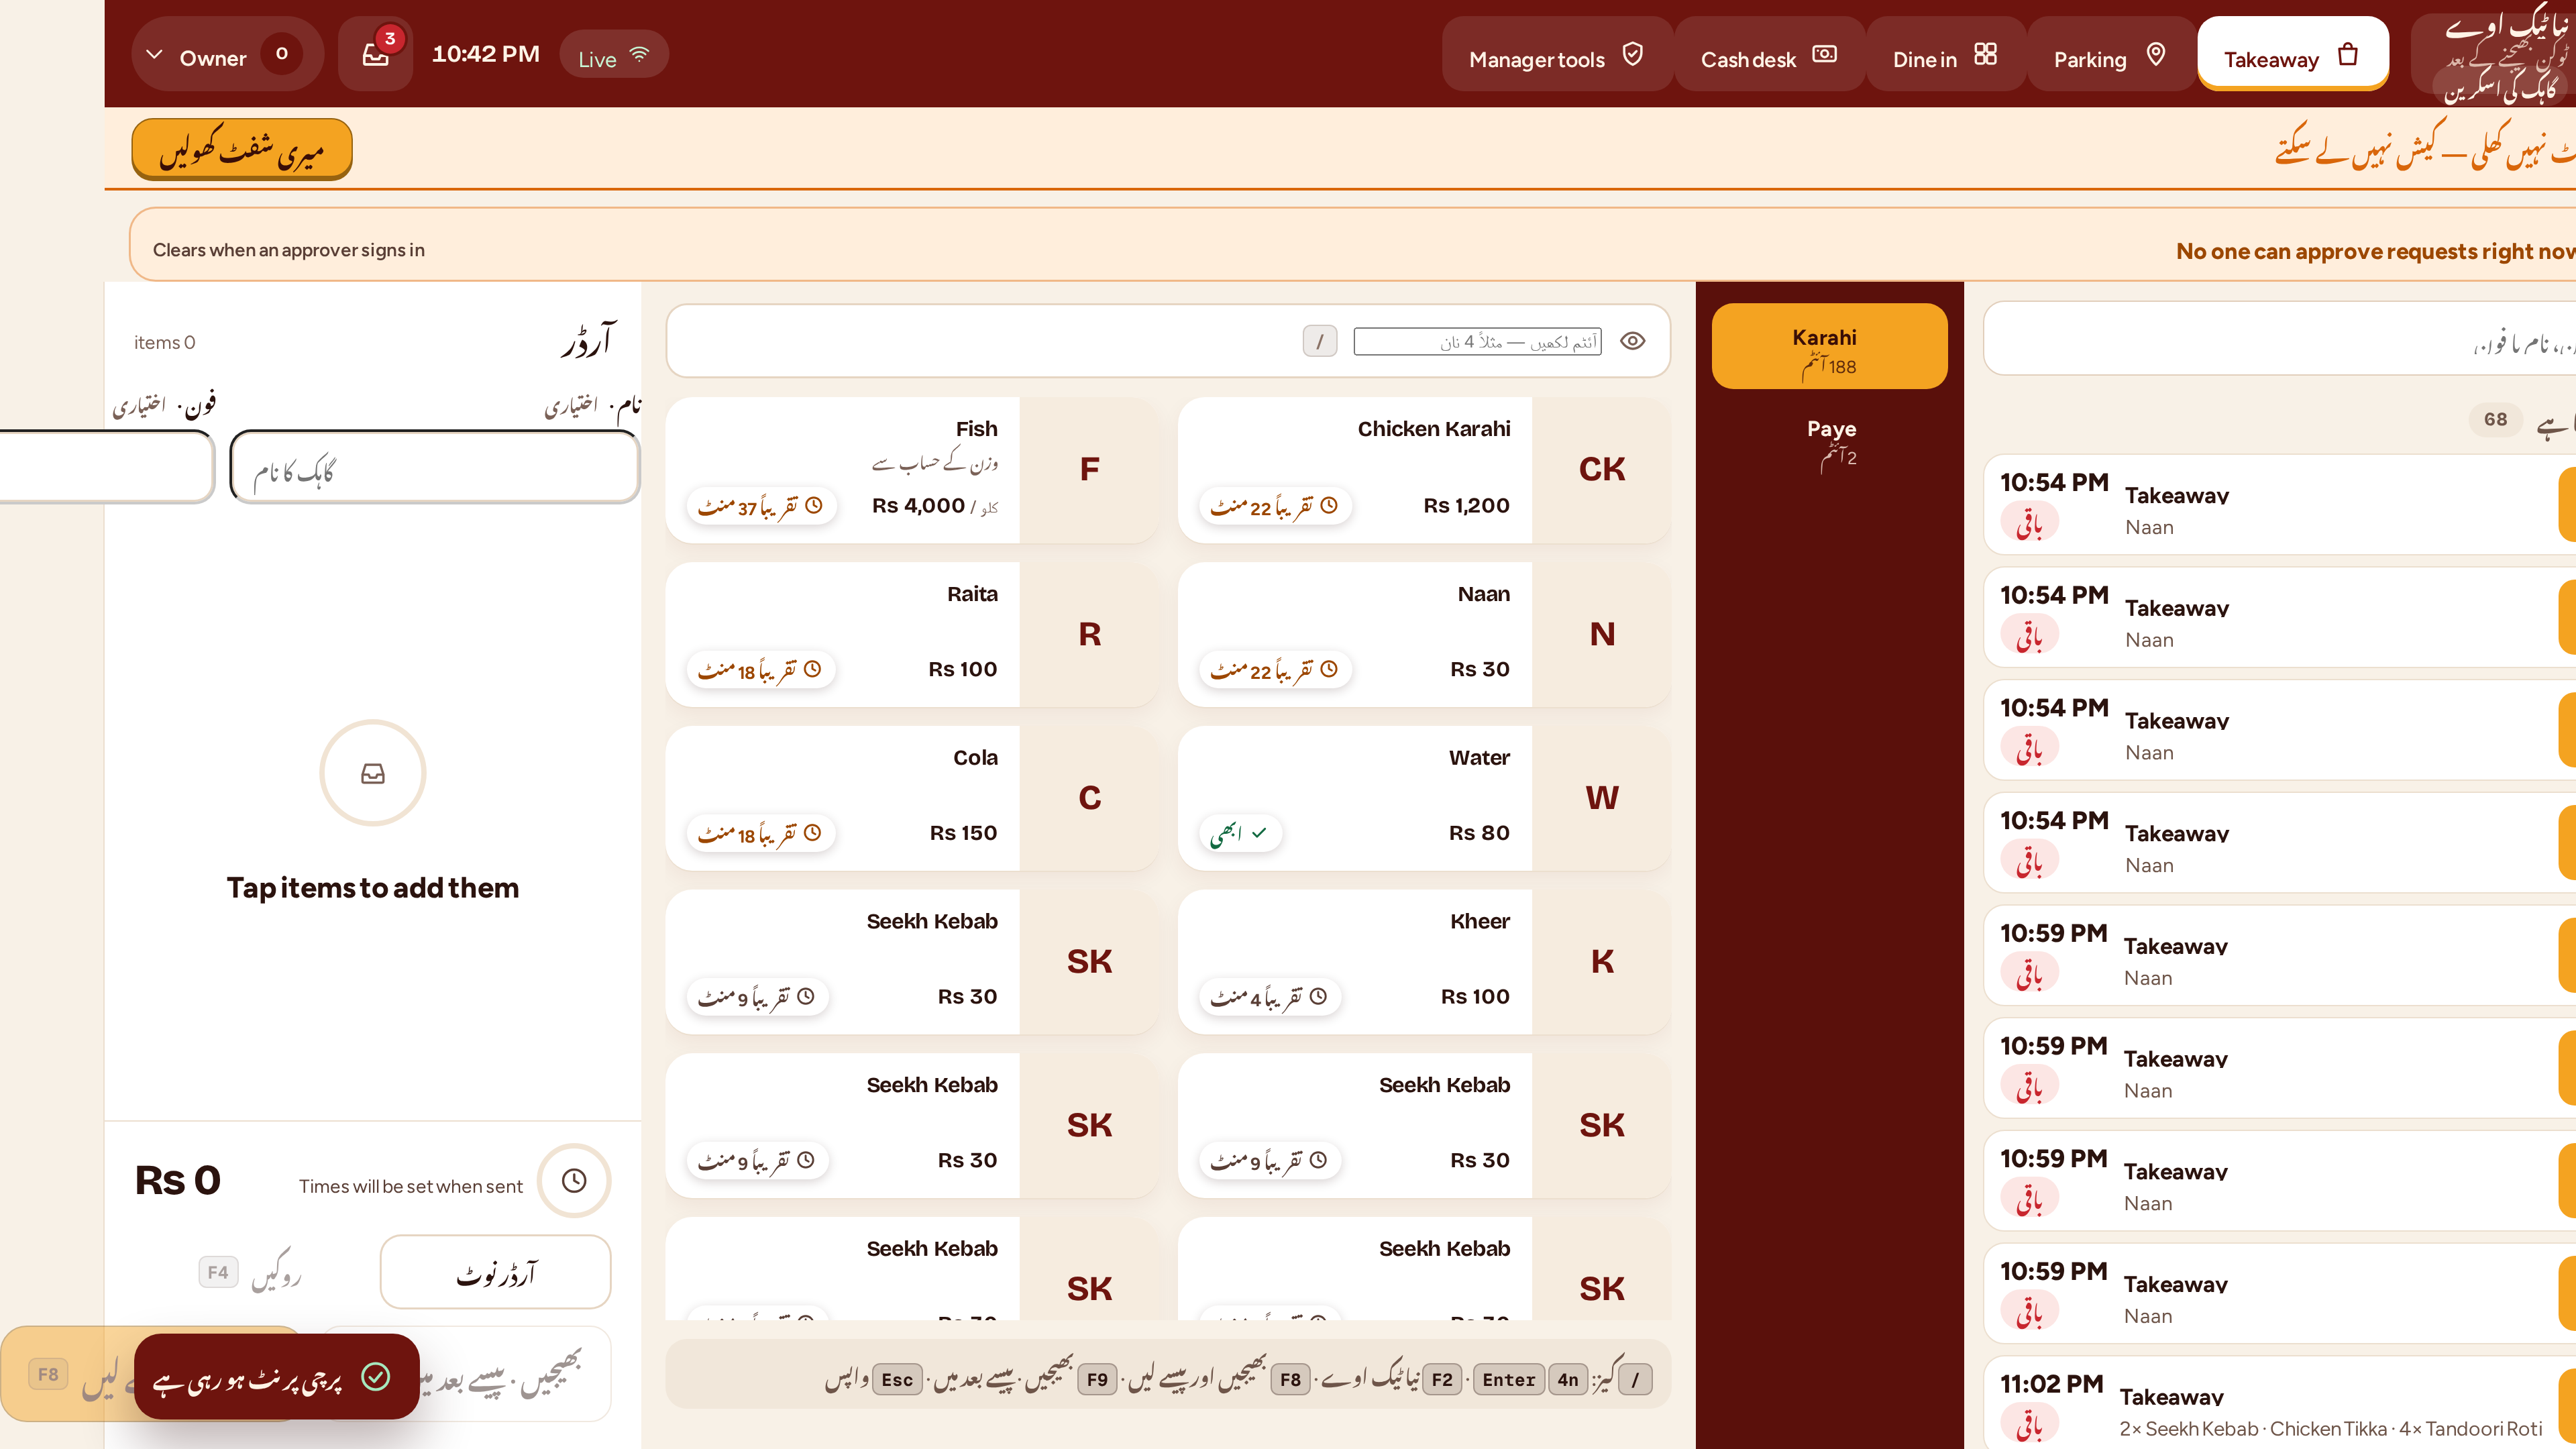 نیا ٹیک اوے
ٹوکن بھیجنے کے بعد
گاہک کی اسکرین
Takeaway
Parking
Dine in
Cash desk
Manager tools
Live
10:42 PM
3
Owner
O
نہیں کھلی — کیش نہیں لے سکتے
میری شفٹ کھولیں
No one can approve requests right now
Clears when an approver signs in
68
10:54 PM
Takeaway
باقی
Naan
10:54 PM
Takeaway
باقی
Naan
10:54 PM
Takeaway
باقی
Naan
10:54 PM
Takeaway
باقی
Naan
10:59 PM
Takeaway
باقی
Naan
10:59 PM
Takeaway
باقی
Naan
10:59 PM
Takeaway
باقی
Naan
10:59 PM
Takeaway
باقی
Naan
11:02 PM
Takeaway
باقی
2× Seekh Kebab · Chicken Tikka · 4× Tandoori Roti
Karahi
188 آئٹم
Paye
2 آئٹم
آئٹم لکھیں — مثلاً 4 نان
/
CK
Chicken Karahi
Rs 1,200
تقریباً 22 منٹ
F
Fish
وزن کے حساب سے
Rs 4,000 / کلو
تقریباً 37 منٹ
N
Naan
Rs 30
تقریباً 22 منٹ
R
Raita
Rs 100
تقریباً 18 منٹ
W
Water
Rs 80
ابھی
C
Cola
Rs 150
تقریباً 18 منٹ
K
Kheer
Rs 100
تقریباً 4 منٹ
SK
Seekh Kebab
Rs 30
تقریباً 9 منٹ
SK
Seekh Kebab
Rs 30
تقریباً 9 منٹ
SK
Seekh Kebab
Rs 30
تقریباً 9 منٹ
SK
Seekh Kebab
SK
Seekh Kebab
/ کیز: 4n Enter · F2 نیا ٹیک اوے · F8 بھیجیں اور پیسے لیں · F9 بھیجیں · پیسے بعد میں · Esc واپس
آرڈر
items 0
نام · اختیاری
فون · اختیاری
گاہک کا نام
Tap items to add them
Times will be set when sent
Rs 0
آرڈر نوٹ
روکیں F4
بھیجیں · پیسے بعد
لیں F8
پرچی پرنٹ ہو رہی ہے